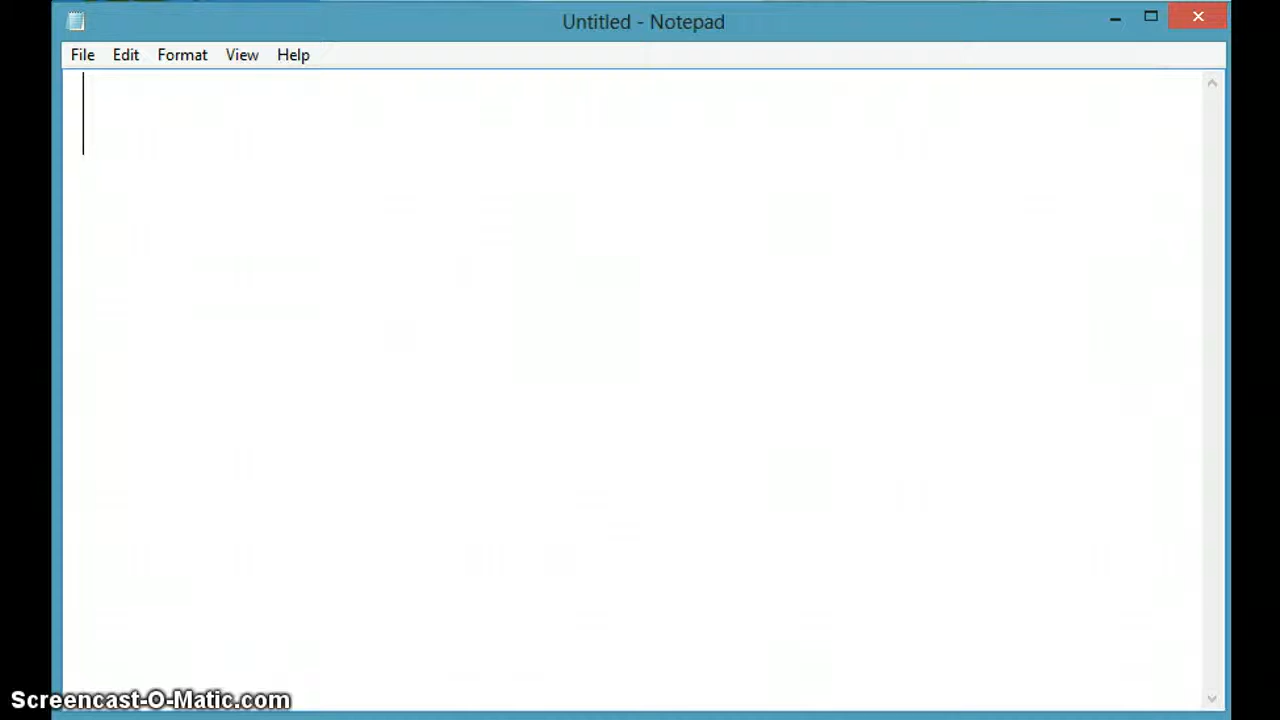 Untitled - Notepad
File Edit Format View Help
Screencast-O-Matic.com